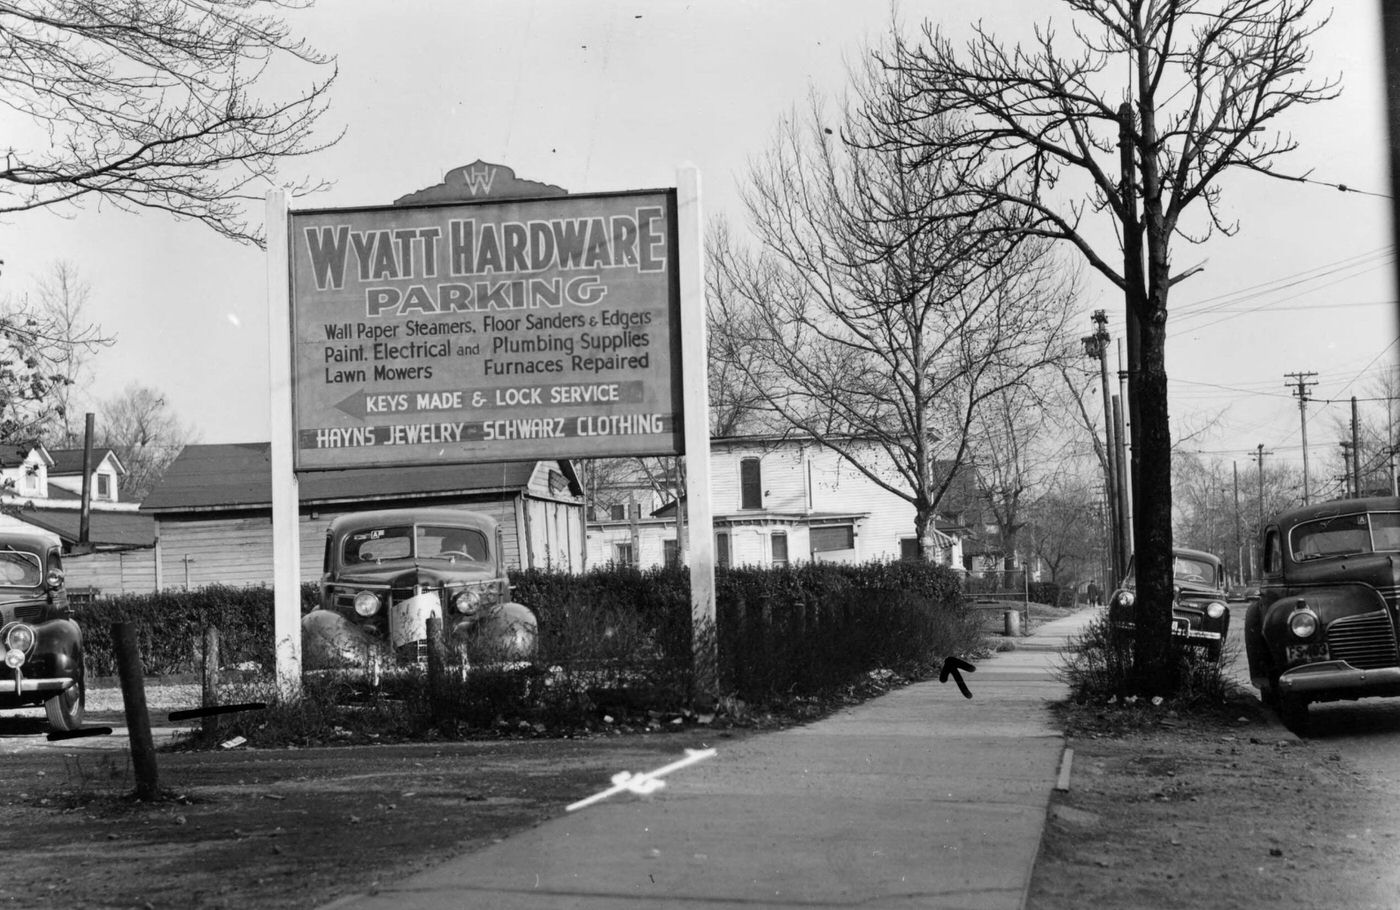 WH
WYATT HARDWARE
PARKING
Wall Paper Steamers, Floor Sanders & Edgers
Paint, Electrical and Plumbing Supplies
Lawn Mowers Furnaces Repaired
KEYS MADE & LOCK SERVICE
HAYNS JEWELRY - SCHWARZ CLOTHING
A
A